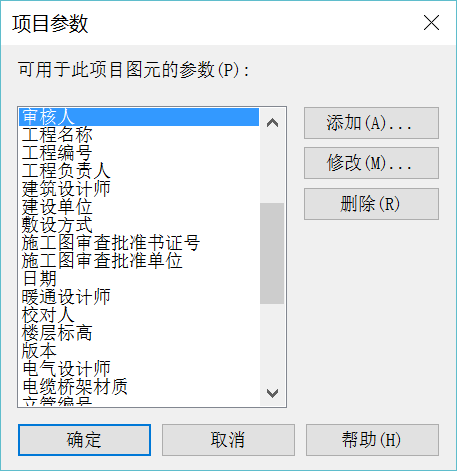 项目参数
可用于此项目图元的参数(P):
审核人
工程名称
工程编号
工程负责人
建筑设计师
建设单位
敷设方式
施工图审查批准书证号
施工图审查批准单位
日期
暖通设计师
校对人
楼层标高
版本
电气设计师
电缆桥架材质
立管编号
添加(A)...
修改(M)...
删除(R)
确定
取消
帮助(H)